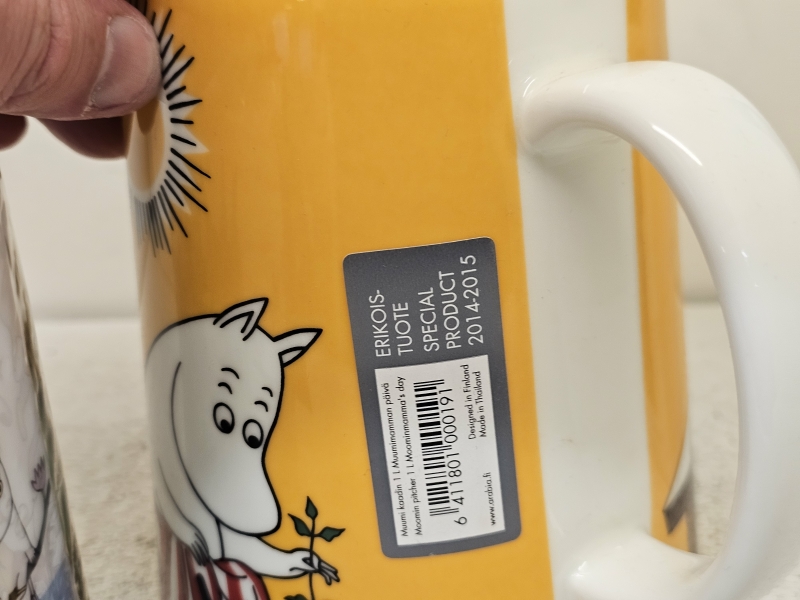 ERIKOIS-
TUOTE
SPECIAL
PRODUCT
2014-2015
Muumi kaadin 1 L Muumimamman päivä
Moomin pitcher 1 L Moominmamma's day
6 411801 000191
Designed in Finland
Made in Thailand
www.arabia.fi